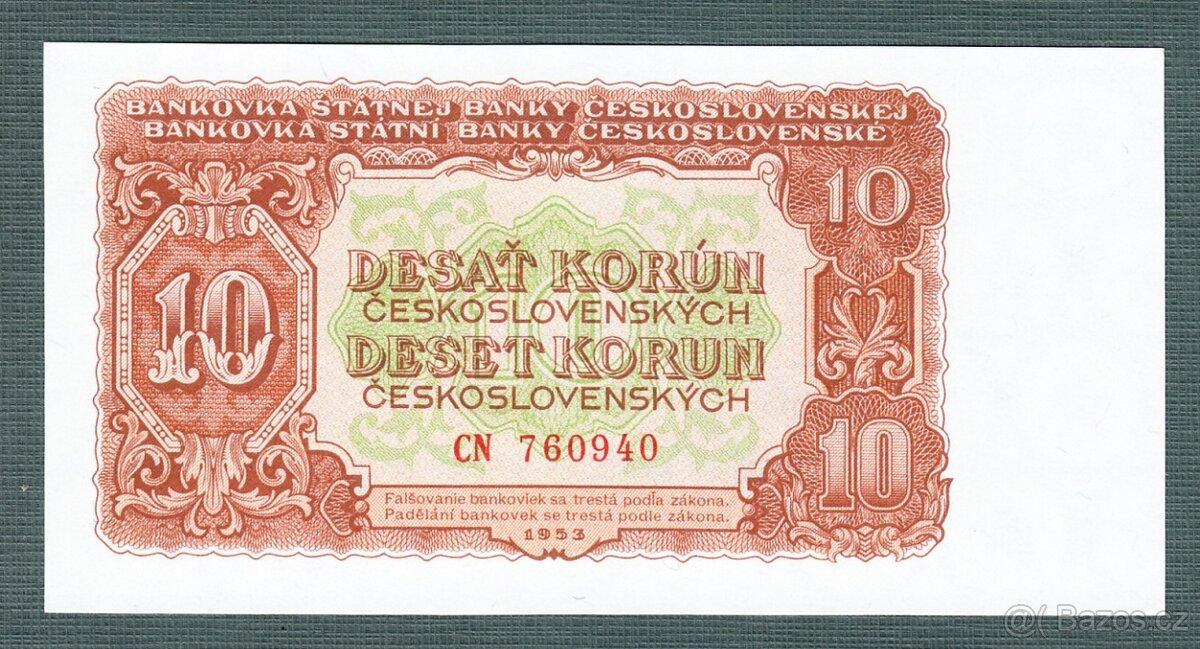 BANKOVKA ŠTÁTNEJ BANKY ČESKOSLOVENSKEJ
BANKOVKA STÁTNÍ BANKY ČESKOSLOVENSKÉ
10
10
DESAŤ KORÚN
ČESKOSLOVENSKÝCH
DESET KORUN
ČESKOSLOVENSKÝCH
10
10
CN 760940
Falšovanie bankoviek sa trestá podľa zákona.
Padělání bankovek se trestá podle zákona.
1953
@( Bazos.cz